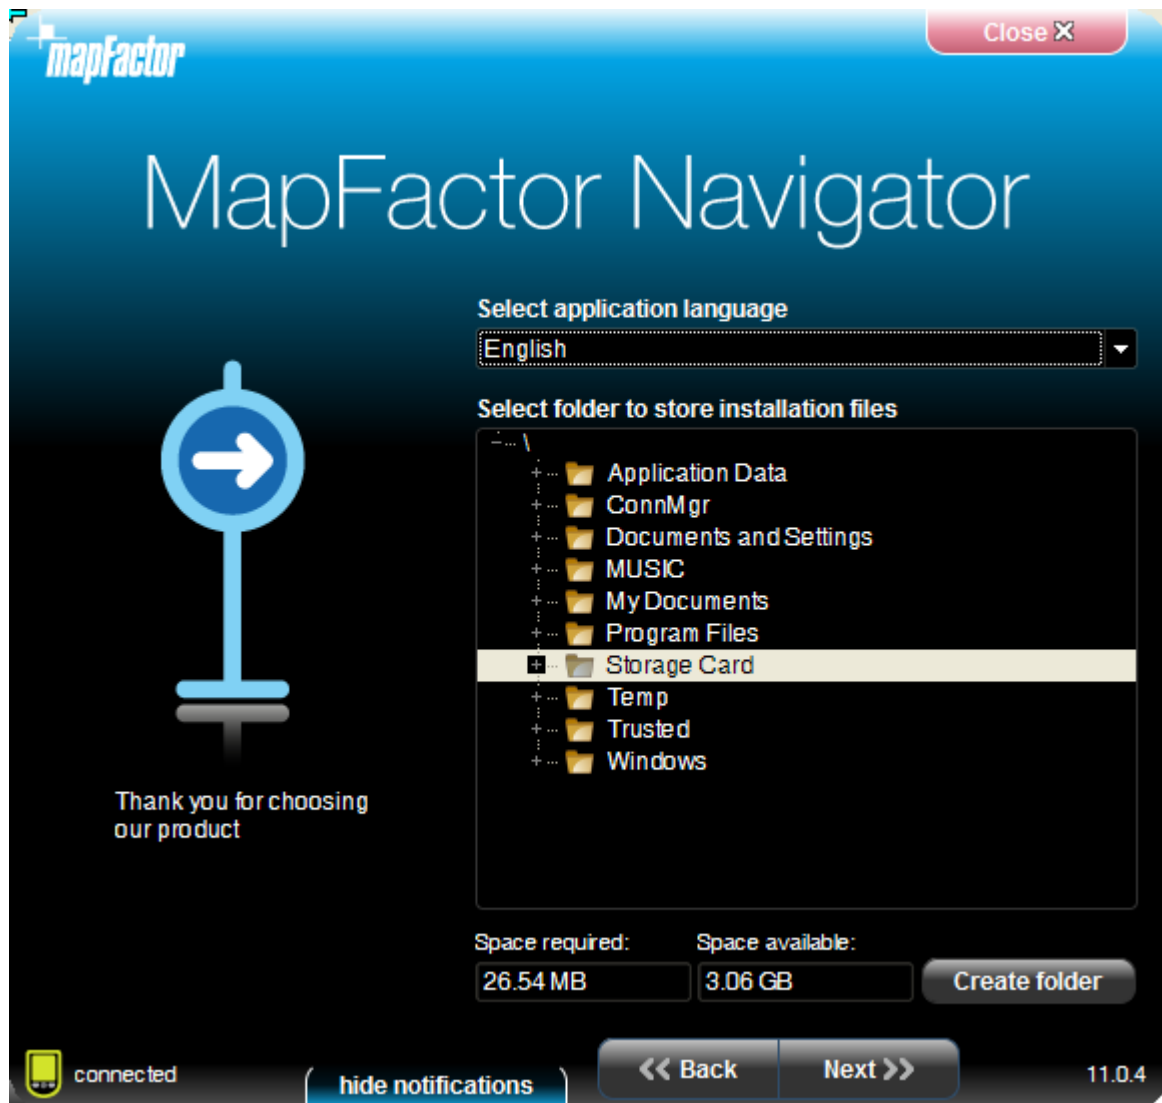 Close
mapFactor
MapFactor Navigator
Select application language
English
Select folder to store installation files
\
Application Data
ConnMgr
Documents and Settings
MUSIC
My Documents
Program Files
Storage Card
Temp
Trusted
Windows
Thank you for choosing
our product
Space required: Space available:
26.54 MB 3.06 GB Create folder
connected hide notifications << Back Next >> 11.0.4